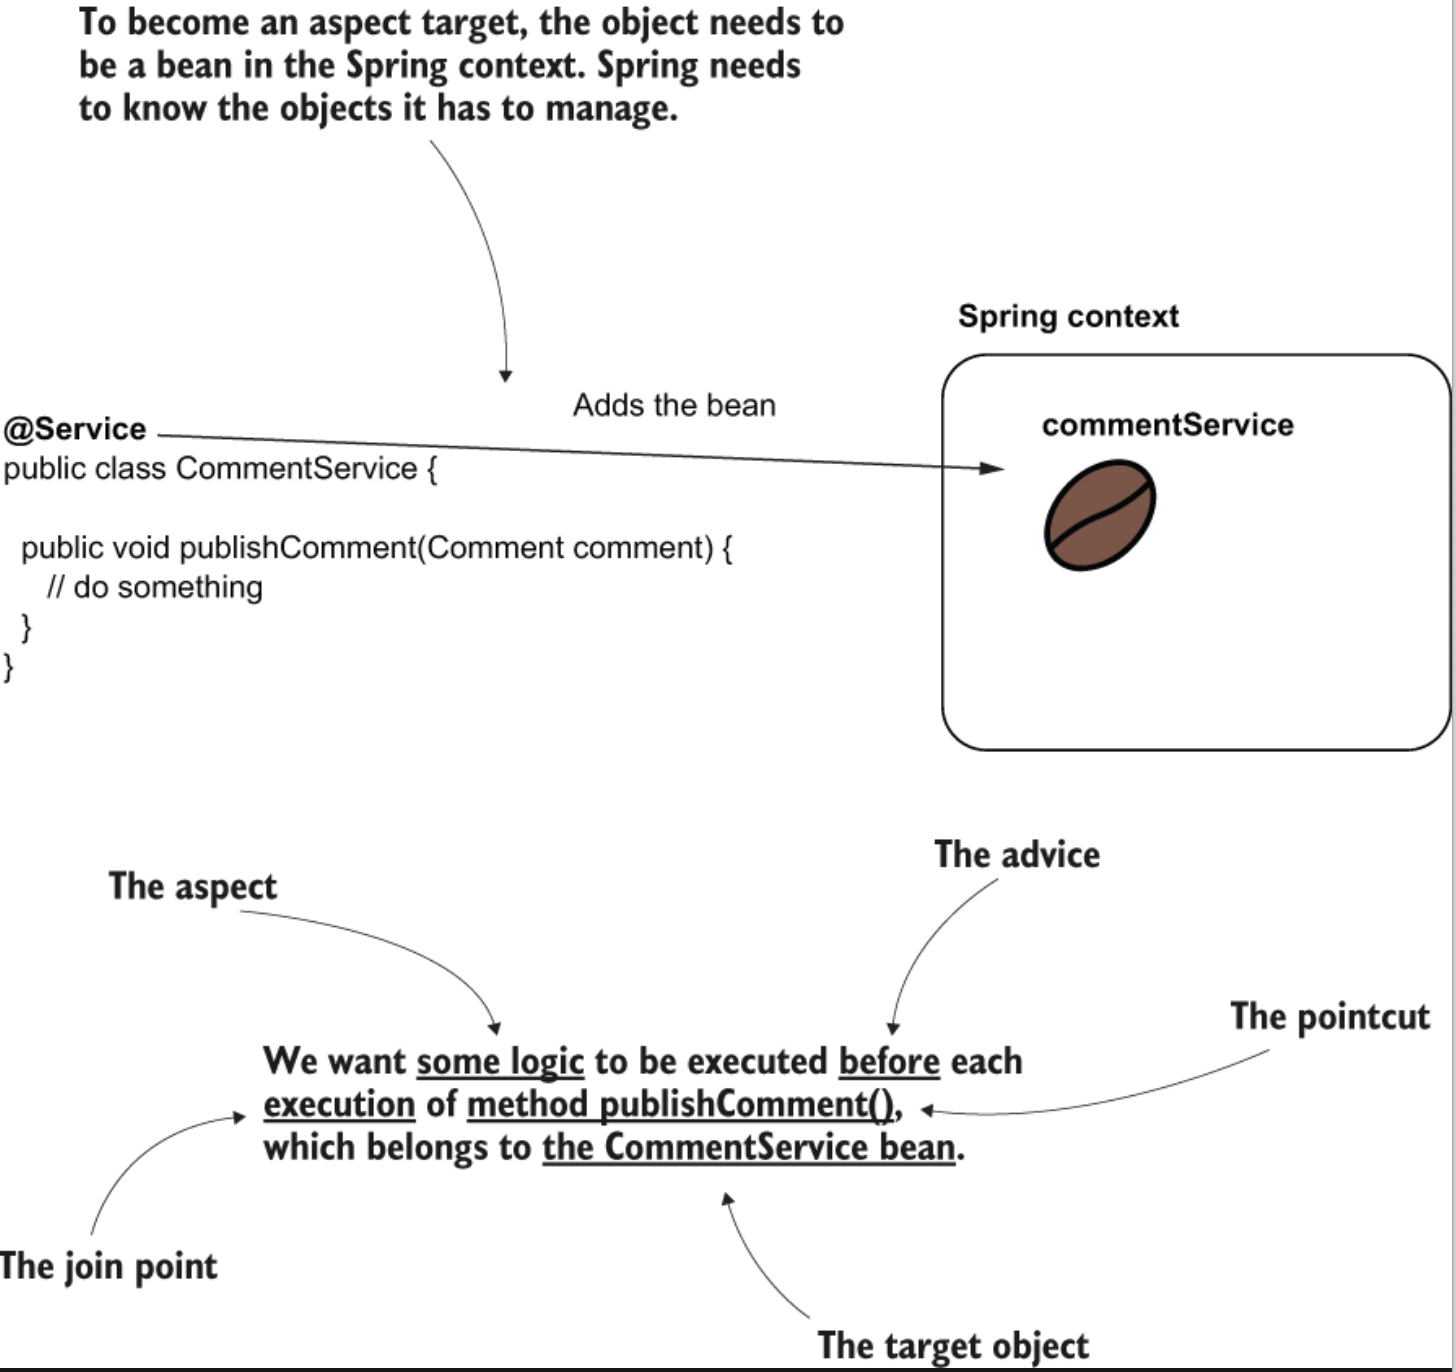 To become an aspect target, the object needs to
be a bean in the Spring context. Spring needs
to know the objects it has to manage.
Spring context
Adds the bean
commentService
@Service
public class CommentService {
public void publishComment(Comment comment) {
// do something
}
}
The advice
The aspect
The pointcut
We want some logic to be executed before each
execution of method publishComment(),
which belongs to the CommentService bean.
The join point
The target object